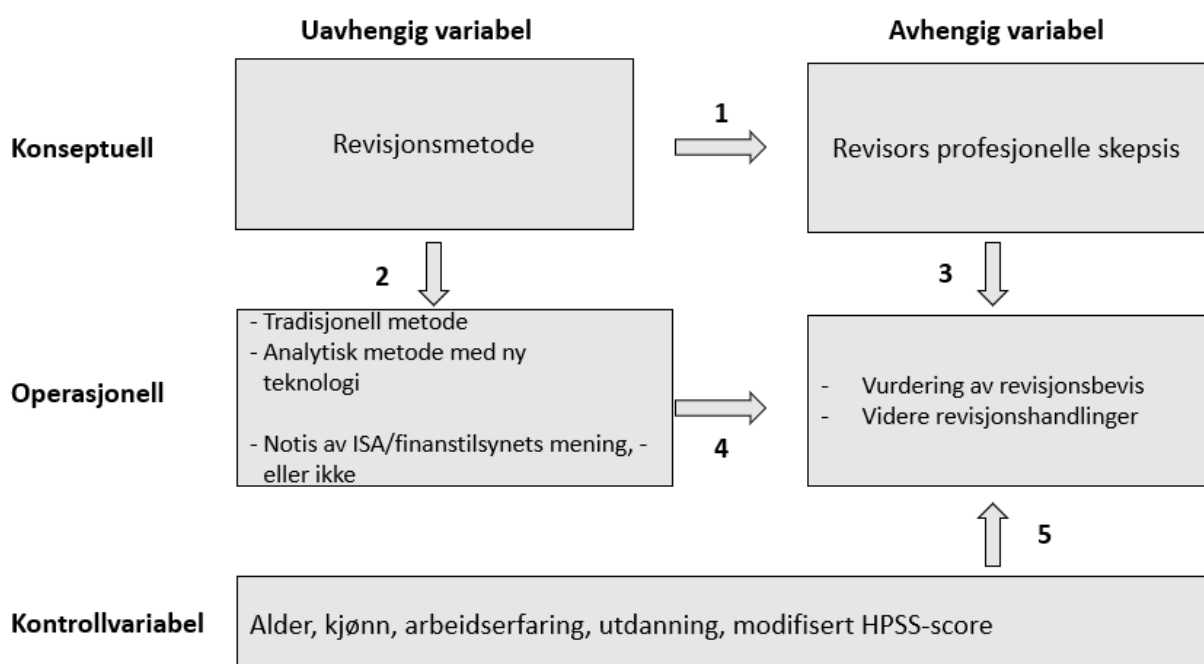 Uavhengig variabel
Avhengig variabel
Konseptuell
Revisjonsmetode
1
Revisors profesjonelle skepsis
2
3
Operasjonell
- Tradisjonell metode
- Analytisk metode med ny
teknologi
- Notis av ISA/finanstilsynets mening, -
eller ikke
4
- Vurdering av revisjonsbevis
- Videre revisjonshandlinger
5
Kontrollvariabel
Alder, kjønn, arbeidserfaring, utdanning, modifisert HPSS-score